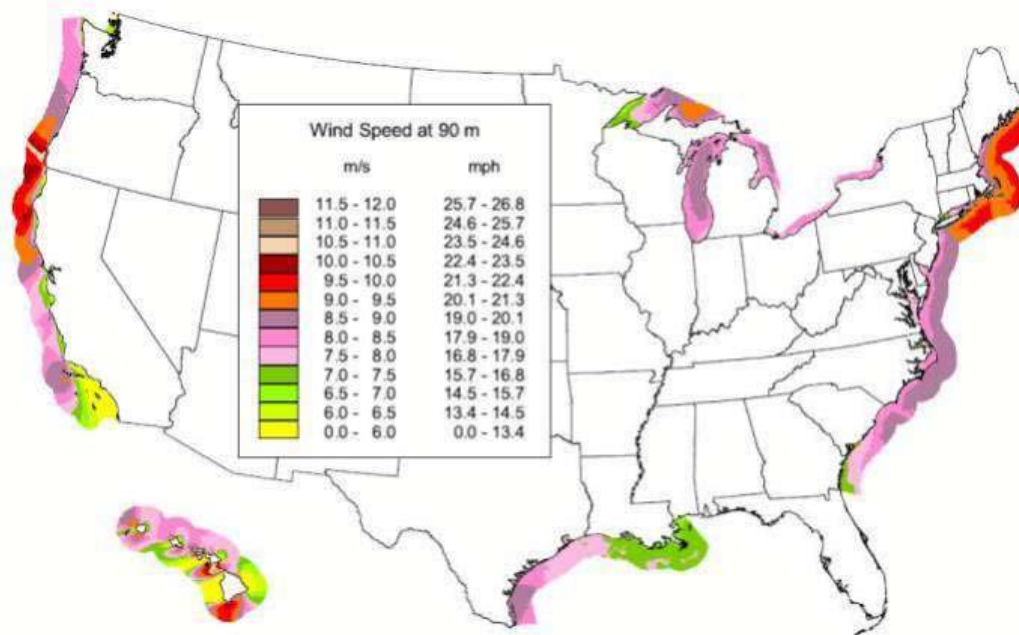 Wind Speed at 90 m
m/s mph
11.5 - 12.0 25.7 - 26.8
11.0 - 11.5 24.6 - 25.7
10.5 - 11.0 23.5 - 24.6
10.0 - 10.5 22.4 - 23.5
9.5 - 10.0 21.3 - 22.4
9.0 - 9.5 20.1 - 21.3
8.5 - 9.0 19.0 - 20.1
8.0 - 8.5 17.9 - 19.0
7.5 - 8.0 16.8 - 17.9
7.0 - 7.5 15.7 - 16.8
6.5 - 7.0 14.5 - 15.7
6.0 - 6.5 13.4 - 14.5
0.0 - 6.0 0.0 - 13.4